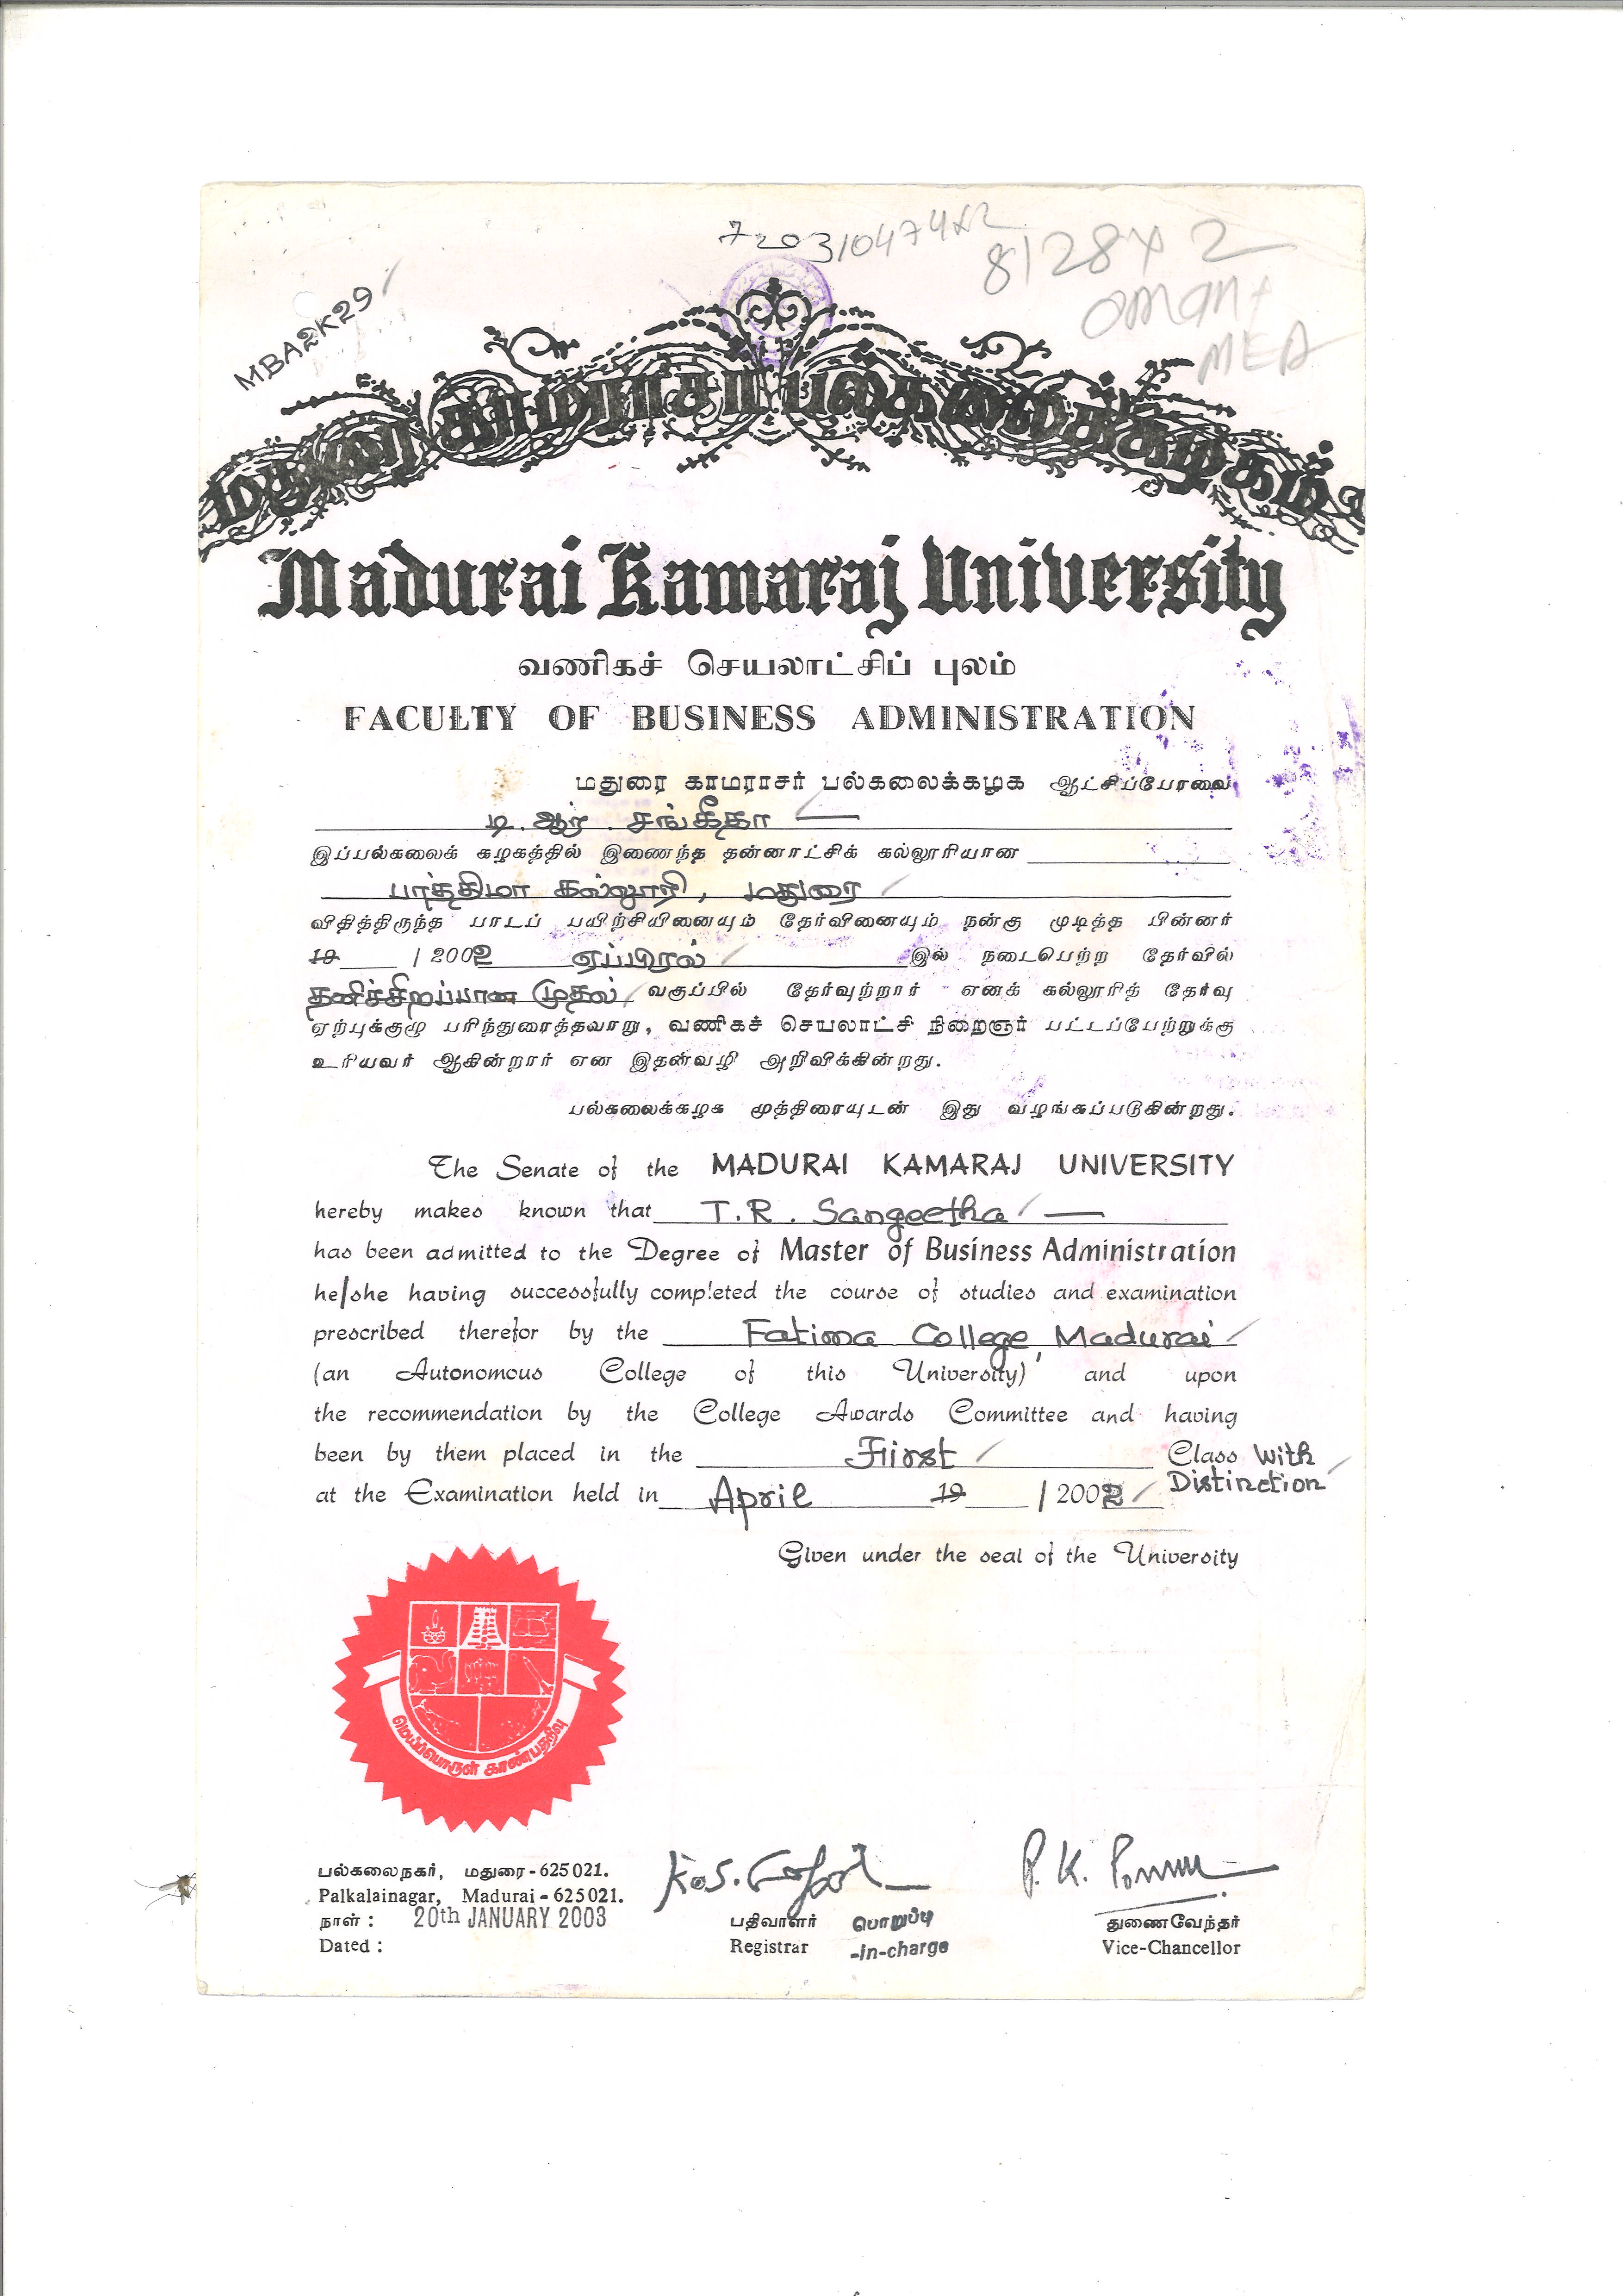 7203/10474x2
8128x2
oman+
MEA
MBA2K29
மதுரை காமராசர் பல்கலைக்கழகம்
Madurai Kamaraj University
வணிகச் செயலாட்சிப் புலம்
FACULTY OF BUSINESS ADMINISTRATION
மதுரை காமராசர் பல்கலைக்கழக ஆட்சிப்பேரவை
டி. ஆர். சங்கீதா
இப்பல்கலைக் கழகத்தில் இணைந்த தன்னாட்சிக் கல்லூரியான
பாத்திமா கல்லூரி, மதுரை
விதித்திருந்த பாடப் பயிற்சியினையும் தேர்வினையும் நன்கு முடித்த பின்னர்
19 / 2002 ஏப்பிரல் இல் நடைபெற்ற தேர்வில்
தனிச்சிறப்பான முதல் வகுப்பில் தேர்வுற்றார் எனக் கல்லூரித் தேர்வு
ஏற்புக்குழு பரிந்துரைத்தவாறு, வணிகச் செயலாட்சி நிறைஞர் பட்டப்பேற்றுக்கு
உரியவர் ஆகின்றார் என இதன்வழி அறிவிக்கின்றது.
பல்கலைக்கழக முத்திரையுடன் இது வழங்கப்படுகின்றது.
The Senate of the MADURAI KAMARAJ UNIVERSITY
hereby makes known that T.R. Sangeetha
has been admitted to the Degree of Master of Business Administration
he/she having successfully completed the course of studies and examination
prescribed therefor by the Fatima College, Madurai
(an Autonomous College of this University) and upon
the recommendation by the College Awards Committee and having
been by them placed in the First Class With
Distinction
at the Examination held in April 19 / 2002
Given under the seal of the University
மெய்ப்பொருள் காண்பதறிவு
பல்கலைநகர், மதுரை - 625 021.
Palkalainagar, Madurai - 625 021.
நாள் : 20th JANUARY 2003
Dated :
பதிவாளர் பொறுப்பு
Registrar -in-charge
துணைவேந்தர்
Vice-Chancellor